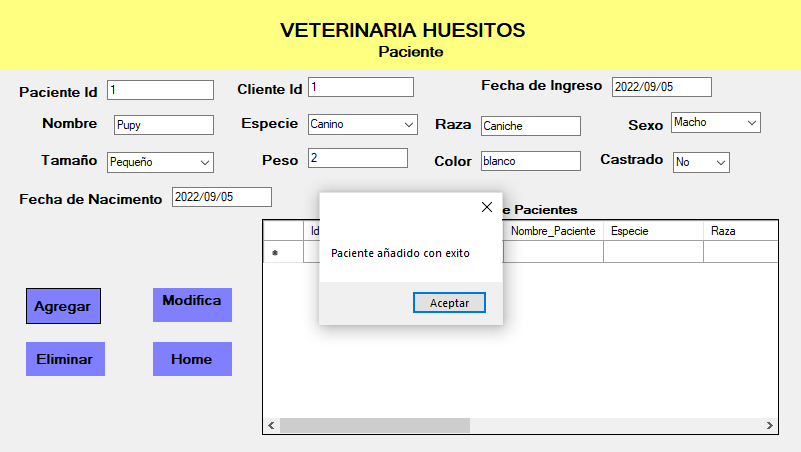 VETERINARIA HUESITOS
Paciente
Paciente Id 1 Cliente Id 1 Fecha de Ingreso 2022/09/05
Nombre Pupy Especie Canino Raza Caniche Sexo Macho
Tamaño Pequeño Peso 2 Color blanco Castrado No
Fecha de Nacimento 2022/09/05
Pacientes
Id Nombre_Paciente Especie Raza
Paciente añadido con exito
Aceptar
Agregar Modifica
Eliminar Home